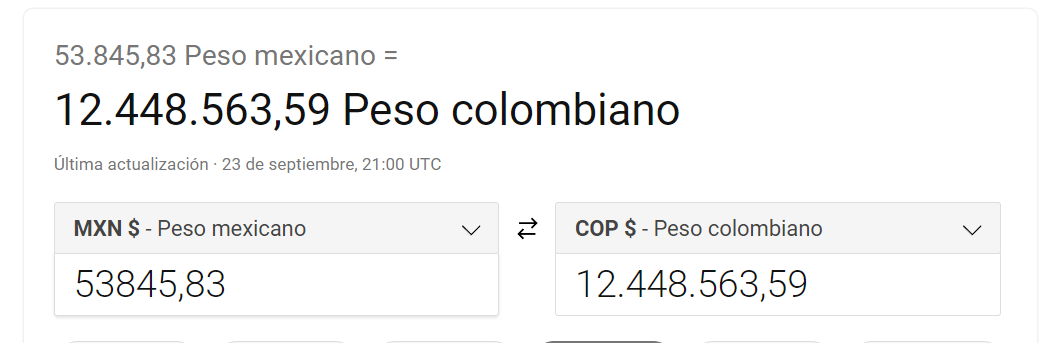 53.845,83 Peso mexicano =
12.448.563,59 Peso colombiano
Última actualización · 23 de septiembre, 21:00 UTC
MXN $ - Peso mexicano
COP $ - Peso colombiano
53845,83
12.448.563,59